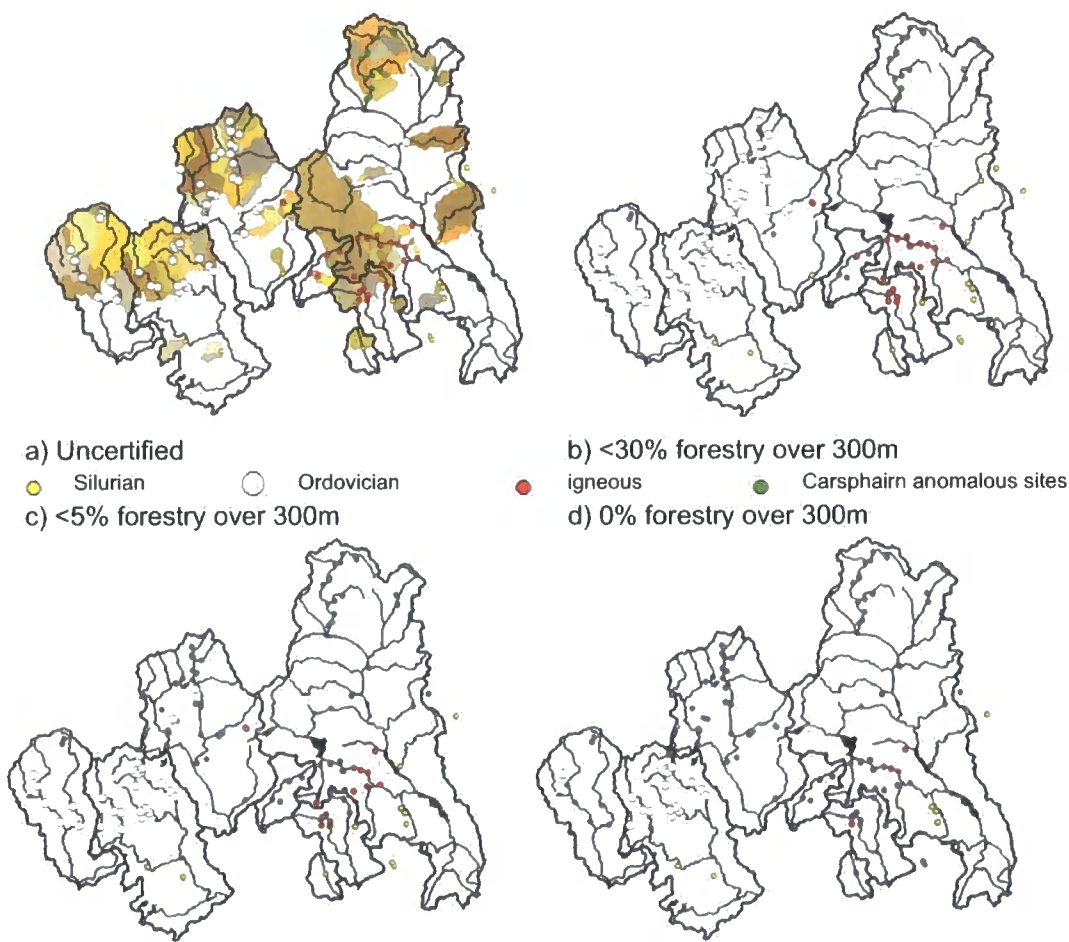 a) Uncertified
b) <30% forestry over 300m
Silurian
Ordovician
igneous
Carsphairn anomalous sites
c) <5% forestry over 300m
d) 0% forestry over 300m